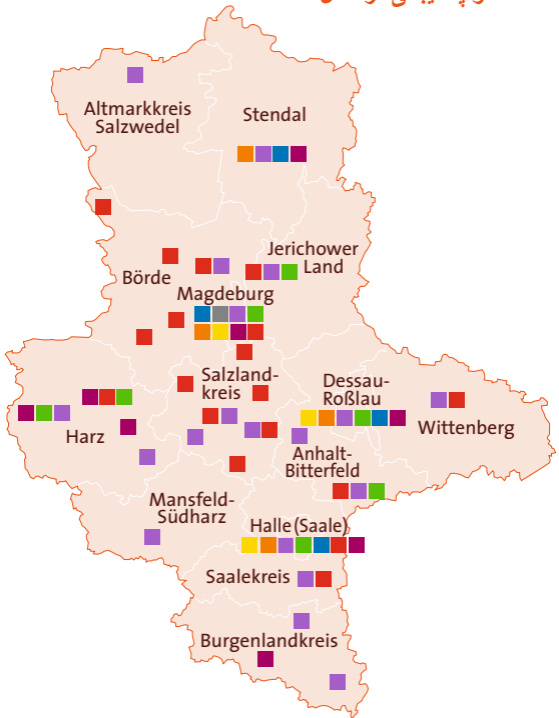 Altmarkkreis
Salzwedel
Stendal
Jerichower
Land
Börde
Magdeburg
Salzland-
kreis
Dessau-
Roßlau
Wittenberg
Harz
Anhalt-
Bitterfeld
Mansfeld-
Südharz
Halle (Saale)
Saalekreis
Burgenlandkreis